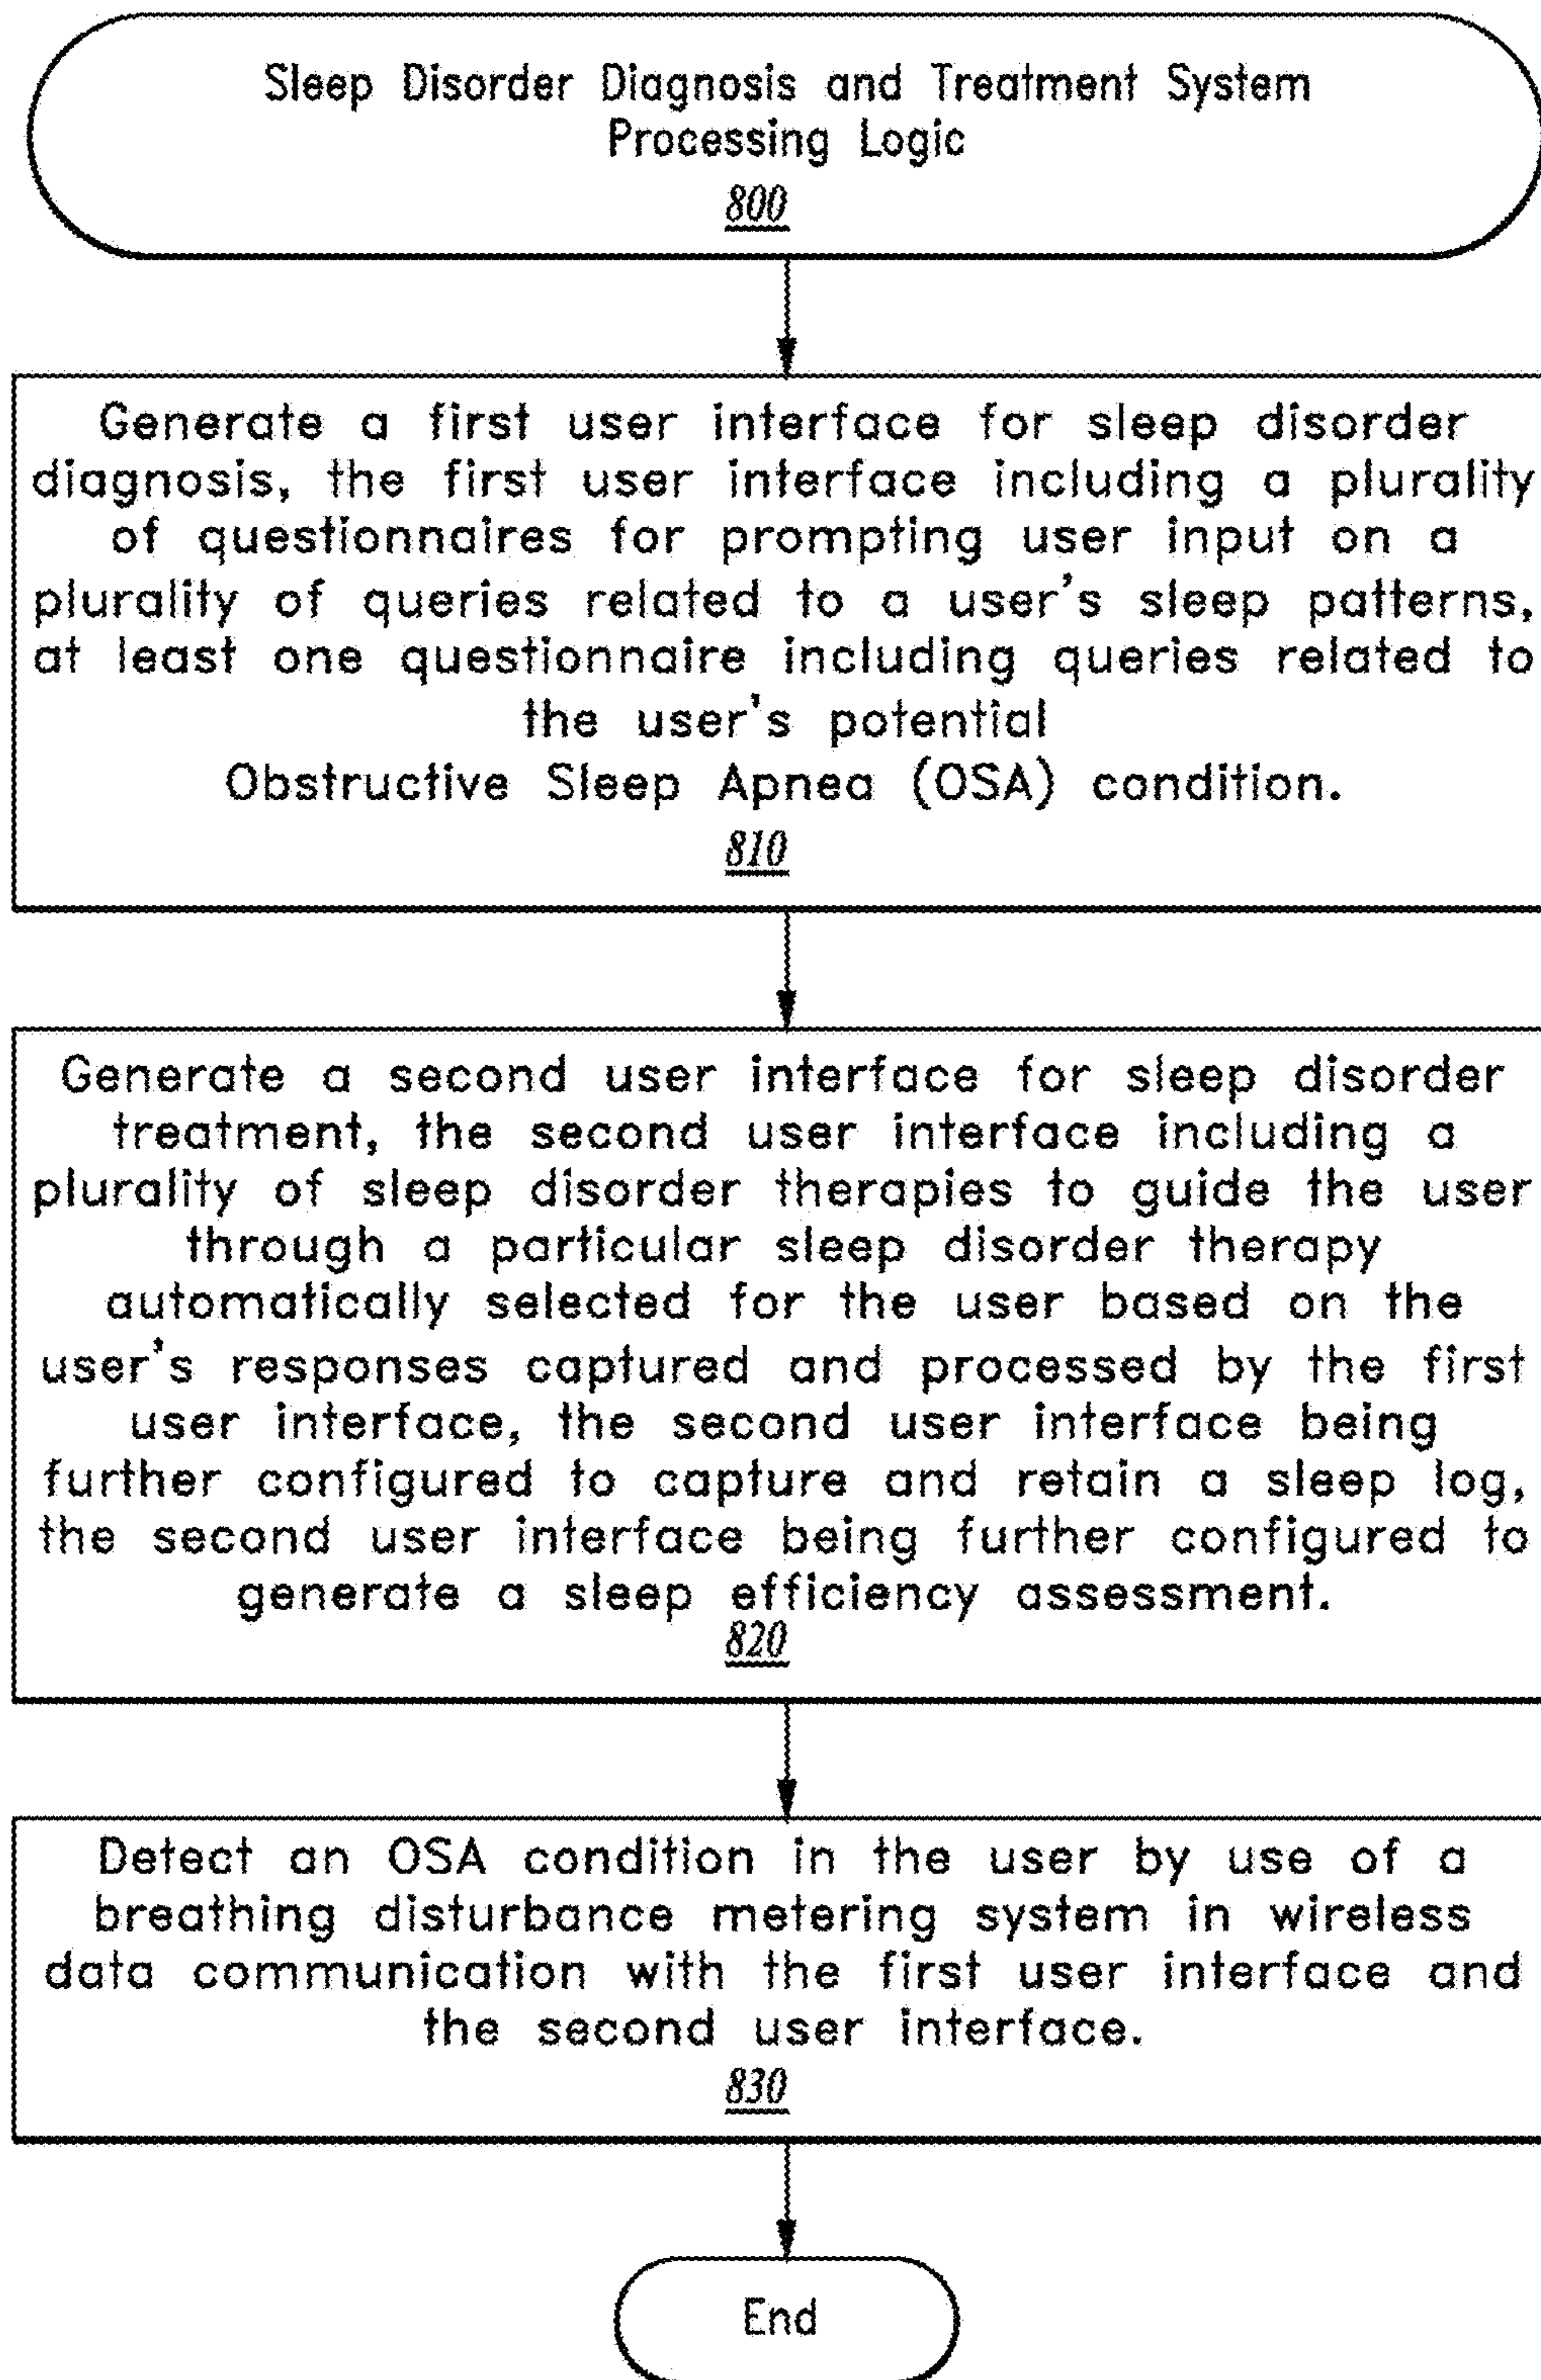 Sleep Disorder Diagnosis and Treatment System
Processing Logic
800
Generate a first user interface for sleep disorder
diagnosis, the first user interface including a plurality
of questionnaires for prompting user input on a
plurality of queries related to a user's sleep patterns,
at least one questionnaire including queries related to
the user's potential
Obstructive Sleep Apnea (OSA) condition.
810
Generate a second user interface for sleep disorder
treatment, the second user interface including a
plurality of sleep disorder therapies to guide the user
through a particular sleep disorder therapy
automatically selected for the user based on the
user's responses captured and processed by the first
user interface, the second user interface being
further configured to capture and retain a sleep log,
the second user interface being further configured to
generate a sleep efficiency assessment.
820
Detect an OSA condition in the user by use of a
breathing disturbance metering system in wireless
data communication with the first user interface and
the second user interface.
830
End